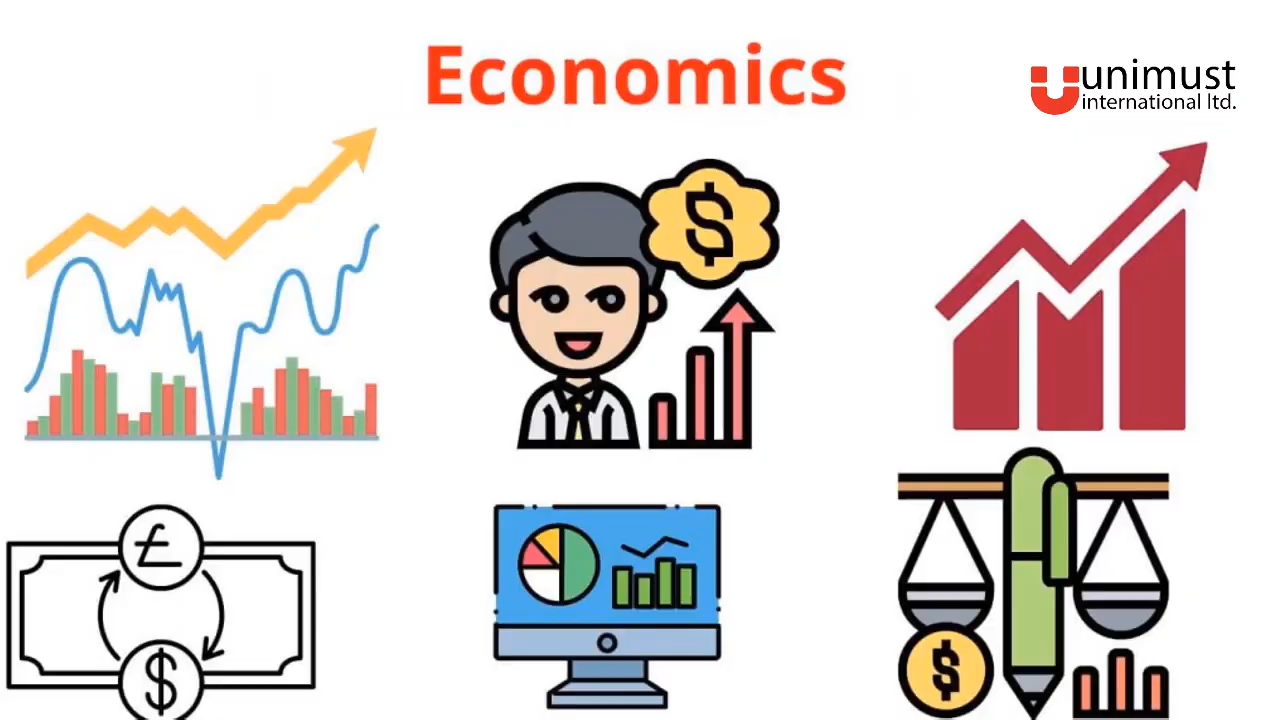 Economics
unimust
international ltd.
$
£
$
$